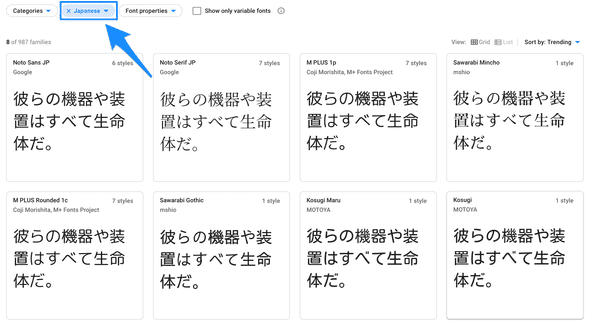 Categories
× Japanese
Font properties
Show only variable fonts
8 of 987 families
View: Grid List Sort by: Trending
Noto Sans JP 6 styles
Google
彼らの機器や装
置はすべて生命
体だ。
Noto Serif JP 7 styles
Google
彼らの機器や装
置はすべて生命
体だ。
M PLUS 1p 7 styles
Coji Morishita, M+ Fonts Project
彼らの機器や装
置はすべて生命
体だ。
Sawarabi Mincho 1 style
mshio
彼らの機器や装
置はすべて生命
体だ。
M PLUS Rounded 1c 7 styles
Coji Morishita, M+ Fonts Project
彼らの機器や装
置はすべて生命
体だ。
Sawarabi Gothic 1 style
mshio
彼らの機器や装
置はすべて生命
体だ。
Kosugi Maru 1 style
MOTOYA
彼らの機器や装
置はすべて生命
体だ。
Kosugi 1 style
MOTOYA
彼らの機器や装
置はすべて生命
体だ。